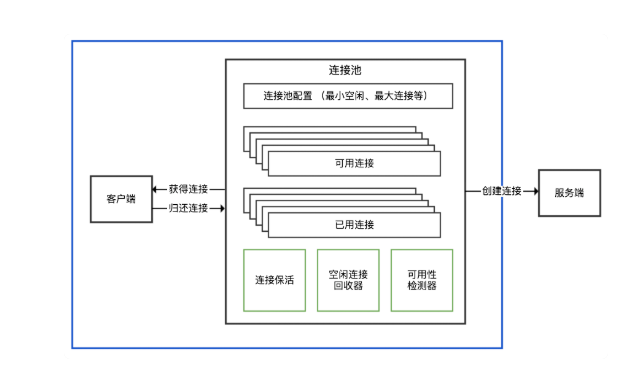 连接池
连接池配置 （最小空闲、最大连接等）
可用连接
客户端
获得连接
归还连接
创建连接
服务端
已用连接
连接保活
空闲连接
回收器
可用性
检测器